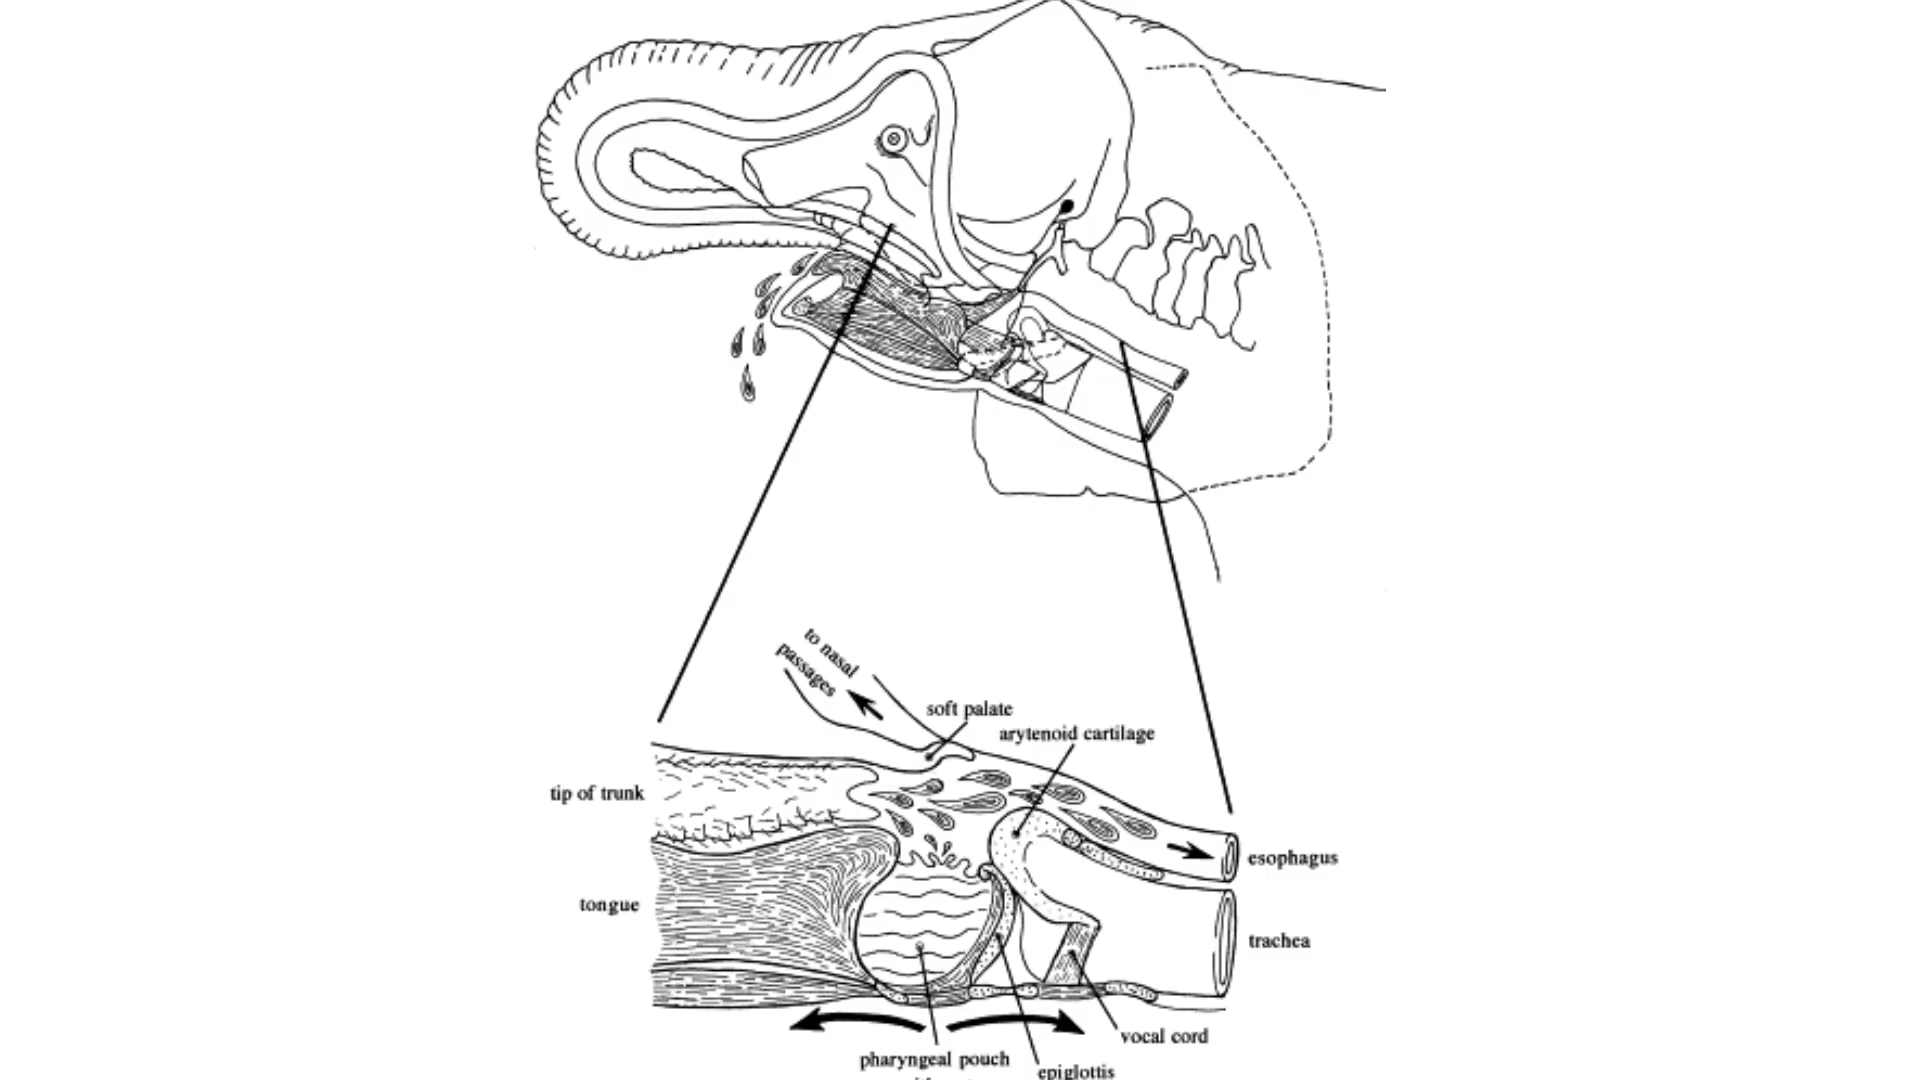 to nasal
passages
soft palate
arytenoid cartilage
tip of trunk
esophagus
tongue
trachea
vocal cord
pharyngeal pouch
epiglottis